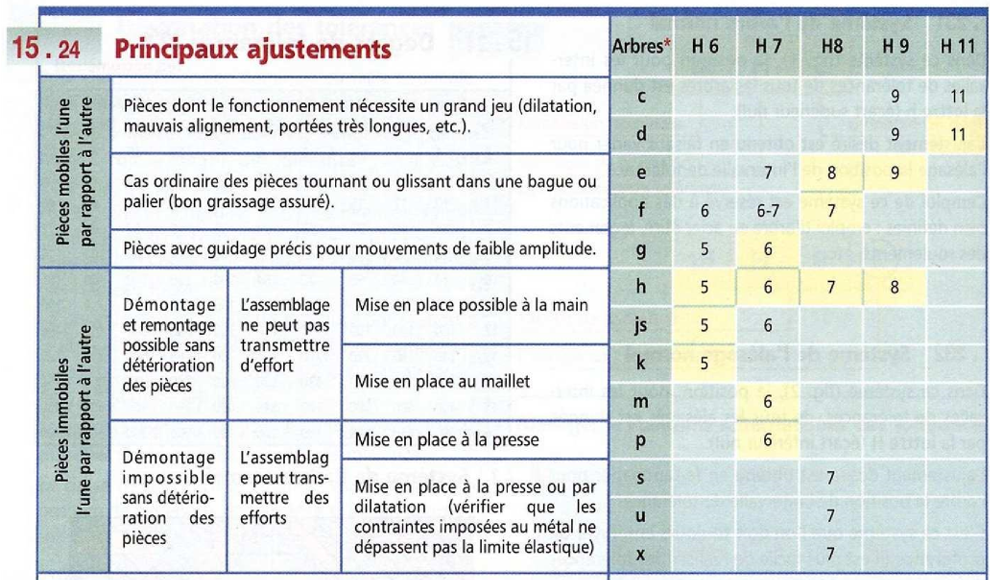 15.24 Principaux ajustements
Arbres* H 6 H 7 H8 H 9 H 11
Pièces mobiles l'une
par rapport à l'autre
Pièces dont le fonctionnement nécessite un grand jeu (dilatation,
mauvais alignement, portées très longues, etc.).
c 9 11
d 9 11
Cas ordinaire des pièces tournant ou glissant dans une bague ou
palier (bon graissage assuré).
e 7 8 9
f 6 6-7 7
Pièces avec guidage précis pour mouvements de faible amplitude.
g 5 6
Pièces immobiles
l'une par rapport à l'autre
Démontage
et remontage
possible sans
détérioration
des pièces
L'assemblage
ne peut pas
transmettre
d'effort
Mise en place possible à la main
h 5 6 7 8
js 5 6
Mise en place au maillet
k 5
m 6
Démontage
impossible
sans détério-
ration des
pièces
L'assemblag
e peut trans-
mettre des
efforts
Mise en place à la presse
p 6
Mise en place à la presse ou par
dilatation (vérifier que les
contraintes imposées au métal ne
dépassent pas la limite élastique)
s 7
u 7
x 7